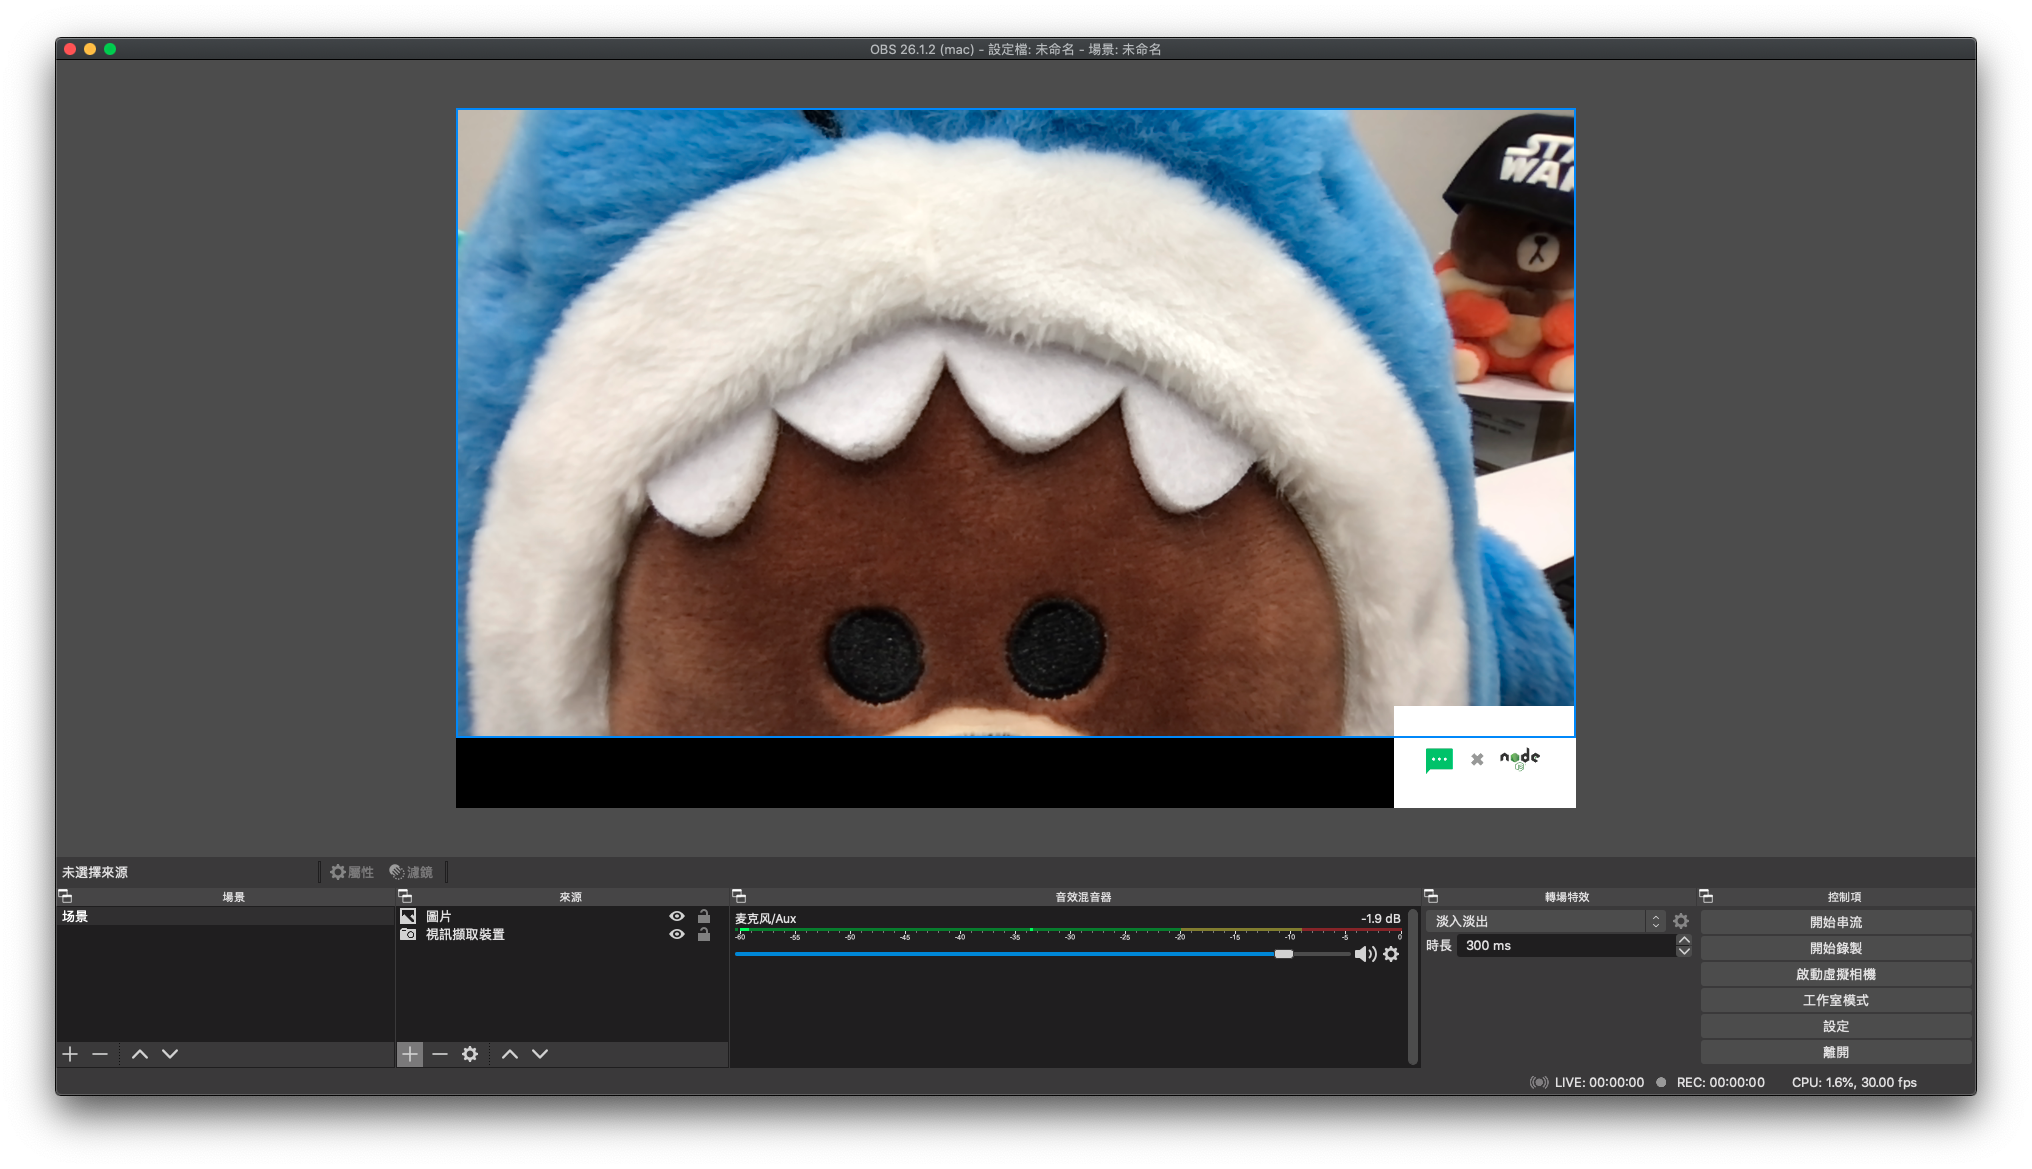 OBS 26.1.2 (mac) - 設定檔: 未命名 - 場景: 未命名
STA
WAR
node
JS
未選擇來源
屬性
濾鏡
場景
來源
音效混音器
轉場特效
控制項
场景
圖片
視訊擷取裝置
麦克风/Aux
-1.9 dB
-60 -55 -50 -45 -40 -35 -30 -25 -20 -15 -10 -5 0
淡入淡出
時長 300 ms
開始串流
開始錄製
啟動虛擬相機
工作室模式
設定
離開
LIVE: 00:00:00
REC: 00:00:00
CPU: 1.6%, 30.00 fps